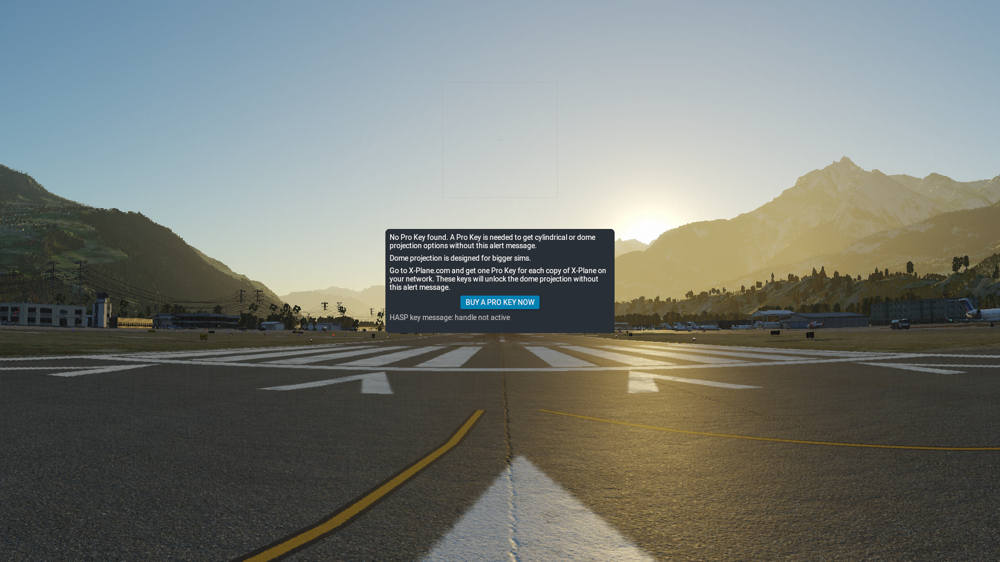 No Pro Key found. A Pro Key is needed to get cylindrical or dome
projection options without this alert message.
Dome projection is designed for bigger sims.
Go to X-Plane.com and get one Pro Key for each copy of X-Plane on
your network. These keys will unlock the dome projection without
this alert message.
BUY A PRO KEY NOW
HASP key message: handle not active